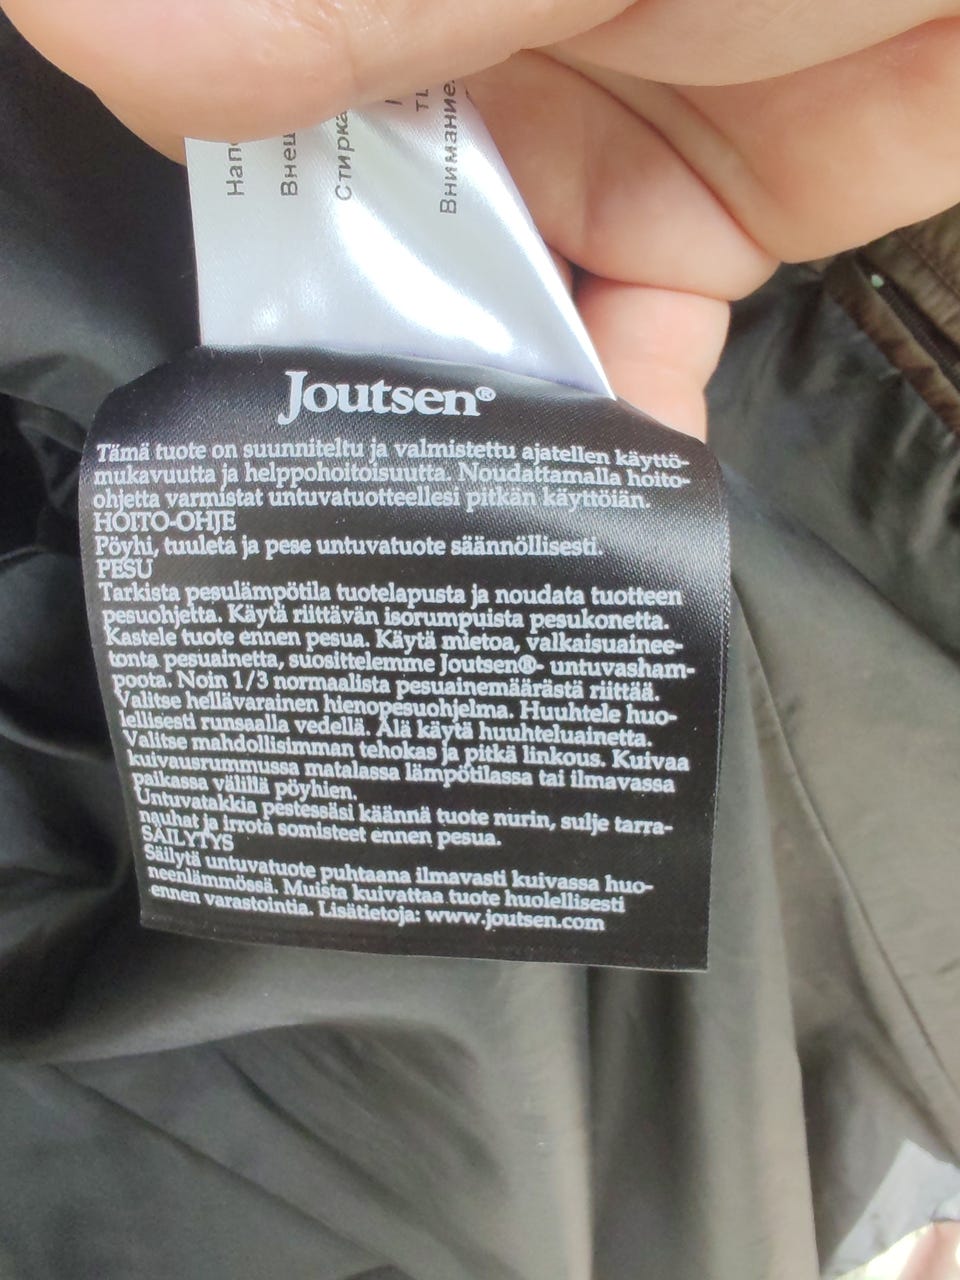 Нап
Внеш
Стирка
Внимание.
Joutsen®
Tämä tuote on suunniteltu ja valmistettu ajatellen käyttö-
mukavuutta ja helppohoitoisuutta. Noudattamalla hoito-
ohjetta varmistat untuvatuotteellesi pitkän käyttöiän.
HOITO-OHJE
Pöyhi, tuuleta ja pese untuvatuote säännöllisesti.
PESU
Tarkista pesulämpötila tuotelapusta ja noudata tuotteen
pesuohjetta. Käytä riittävän isorumpuista pesukonetta.
Kastele tuote ennen pesua. Käytä mietoa, valkaisuainee-
tonta pesuainetta, suosittelemme Joutsen®- untuvasham-
poota. Noin 1/3 normaalista pesuainemäärästä riittää.
Valitse hellävarainen hienopesuohjelma. Huuhtele huo-
lellisesti runsaalla vedellä. Älä käytä huuhteluainetta.
Valitse mahdollisimman tehokas ja pitkä linkous. Kuivaa
kuivausrummussa matalassa lämpötilassa tai ilmavassa
paikassa välillä pöyhien.
Untuvatakkia pestessäsi käännä tuote nurin, sulje tarra-
nauhat ja irrota somisteet ennen pesua.
SÄILYTYS
Säilytä untuvatuote puhtaana ilmavasti kuivassa huo-
neenlämmössä. Muista kuivattaa tuote huolellisesti
ennen varastointia. Lisätietoja: www.joutsen.com